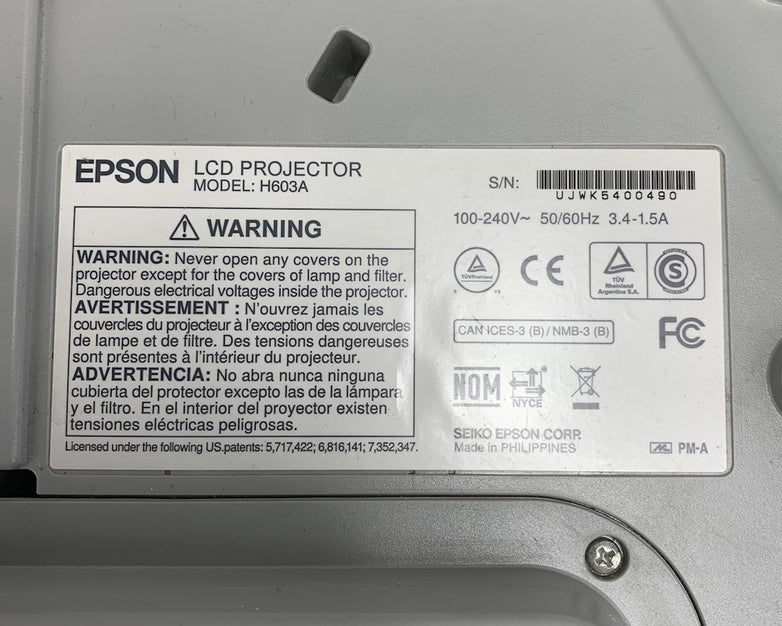 EPSON LCD PROJECTOR
MODEL: H603A
S/N:
UJWK5400490
100-240V~ 50/60Hz 3.4-1.5A
WARNING
WARNING: Never open any covers on the
projector except for the covers of lamp and filter.
Dangerous electrical voltages inside the projector.
AVERTISSEMENT : N'ouvrez jamais les
couvercles du projecteur à l'exception des couvercles
de lampe et de filtre. Des tensions dangereuses
sont présentes à l'intérieur du projecteur.
ADVERTENCIA: No abra nunca ninguna
cubierta del protector excepto las de la lámpara
y el filtro. En el interior del proyector existen
tensiones eléctricas peligrosas.
Licensed under the following US.patents: 5,717,422; 6,816,141; 7,352,347.
TÜVRheinland
CE
TÜV
Rheinland
Argentina S.A.
S
CAN ICES-3 (B) / NMB-3 (B)
FC
NOM
NYCE
SEIKO EPSON CORP.
Made in PHILIPPINES
PM-A